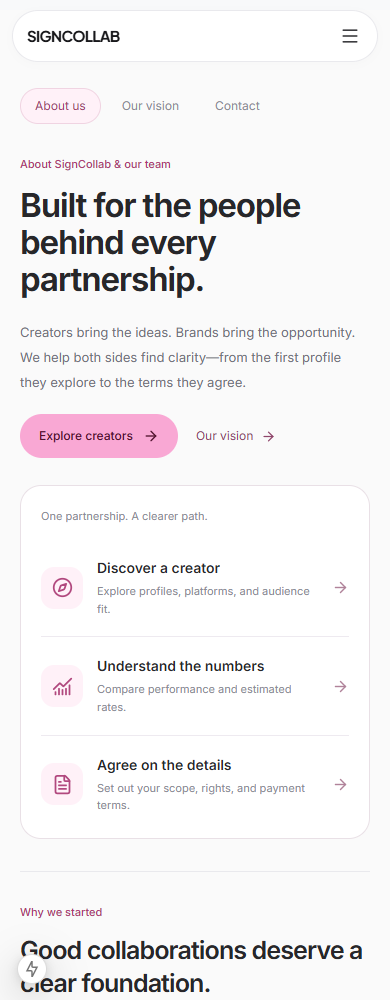 SIGNCOLLAB
About us
Our vision
Contact
About SignCollab & our team
Built for the people
behind every
partnership.
Creators bring the ideas. Brands bring the opportunity.
We help both sides find clarity—from the first profile
they explore to the terms they agree.
Explore creators
Our vision
One partnership. A clearer path.
Discover a creator
Explore profiles, platforms, and audience
fit.
Understand the numbers
Compare performance and estimated
rates.
Agree on the details
Set out your scope, rights, and payment
terms.
Why we started
Good collaborations deserve a
clear foundation.